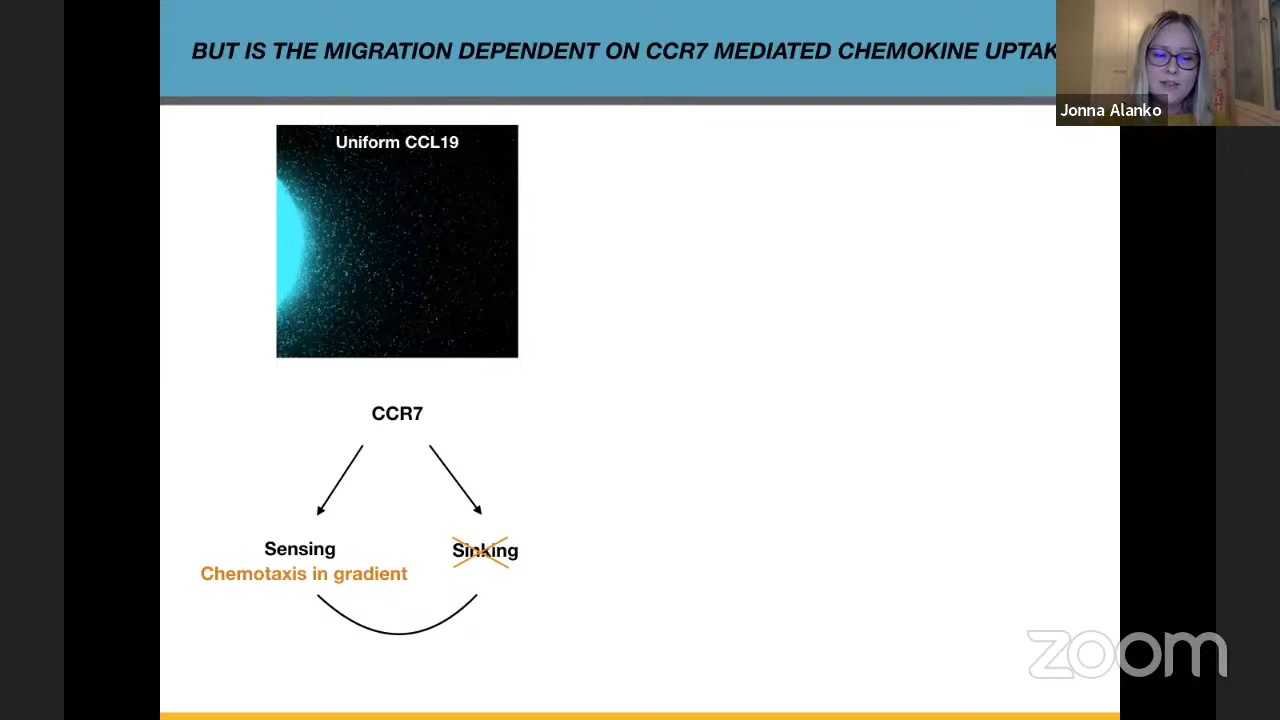 BUT IS THE MIGRATION DEPENDENT ON CCR7 MEDIATED CHEMOKINE UPTAK
Jonna Alanko
Uniform CCL19
CCR7
Sensing
Sinking
Chemotaxis in gradient
zoom